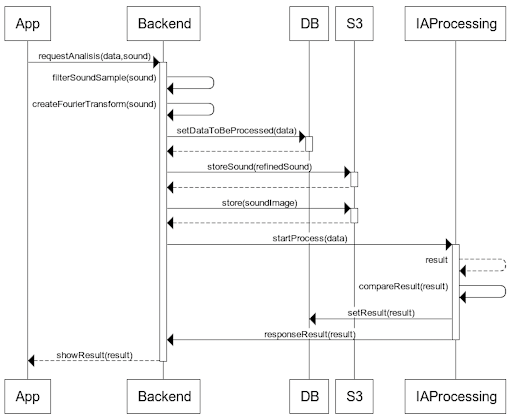 App Backend DB S3 IAProcessing
requestAnalisis(data,sound)
filterSoundSample(sound)
createFourierTransform(sound)
setDataToBeProcessed(data)
storeSound(refinedSound)
store(soundImage)
startProcess(data)
result
compareResult(result)
setResult(result)
responseResult(result)
showResult(result)
App Backend DB S3 IAProcessing